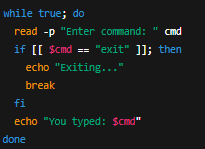 while true; do
  read -p "Enter command: " cmd
  if [[ $cmd == "exit" ]]; then
    echo "Exiting..."
    break
  fi
  echo "You typed: $cmd"
done